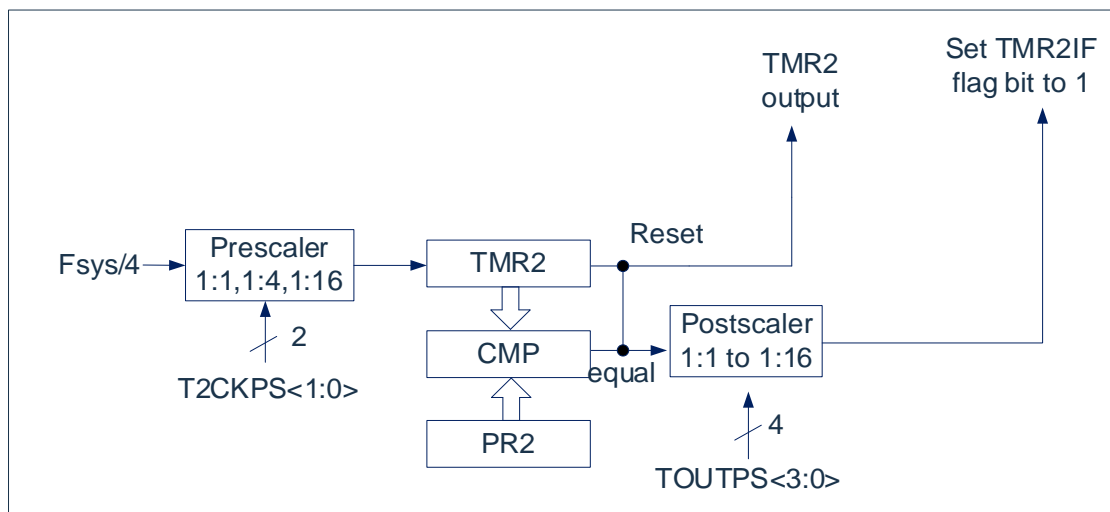 TMR2
output
Set TMR2IF
flag bit to 1
Reset
Fsys/4
Prescaler
1:1,1:4,1:16
TMR2
2
T2CKPS<1:0>
CMP
equal
Postscaler
1:1 to 1:16
PR2
4
TOUTPS<3:0>